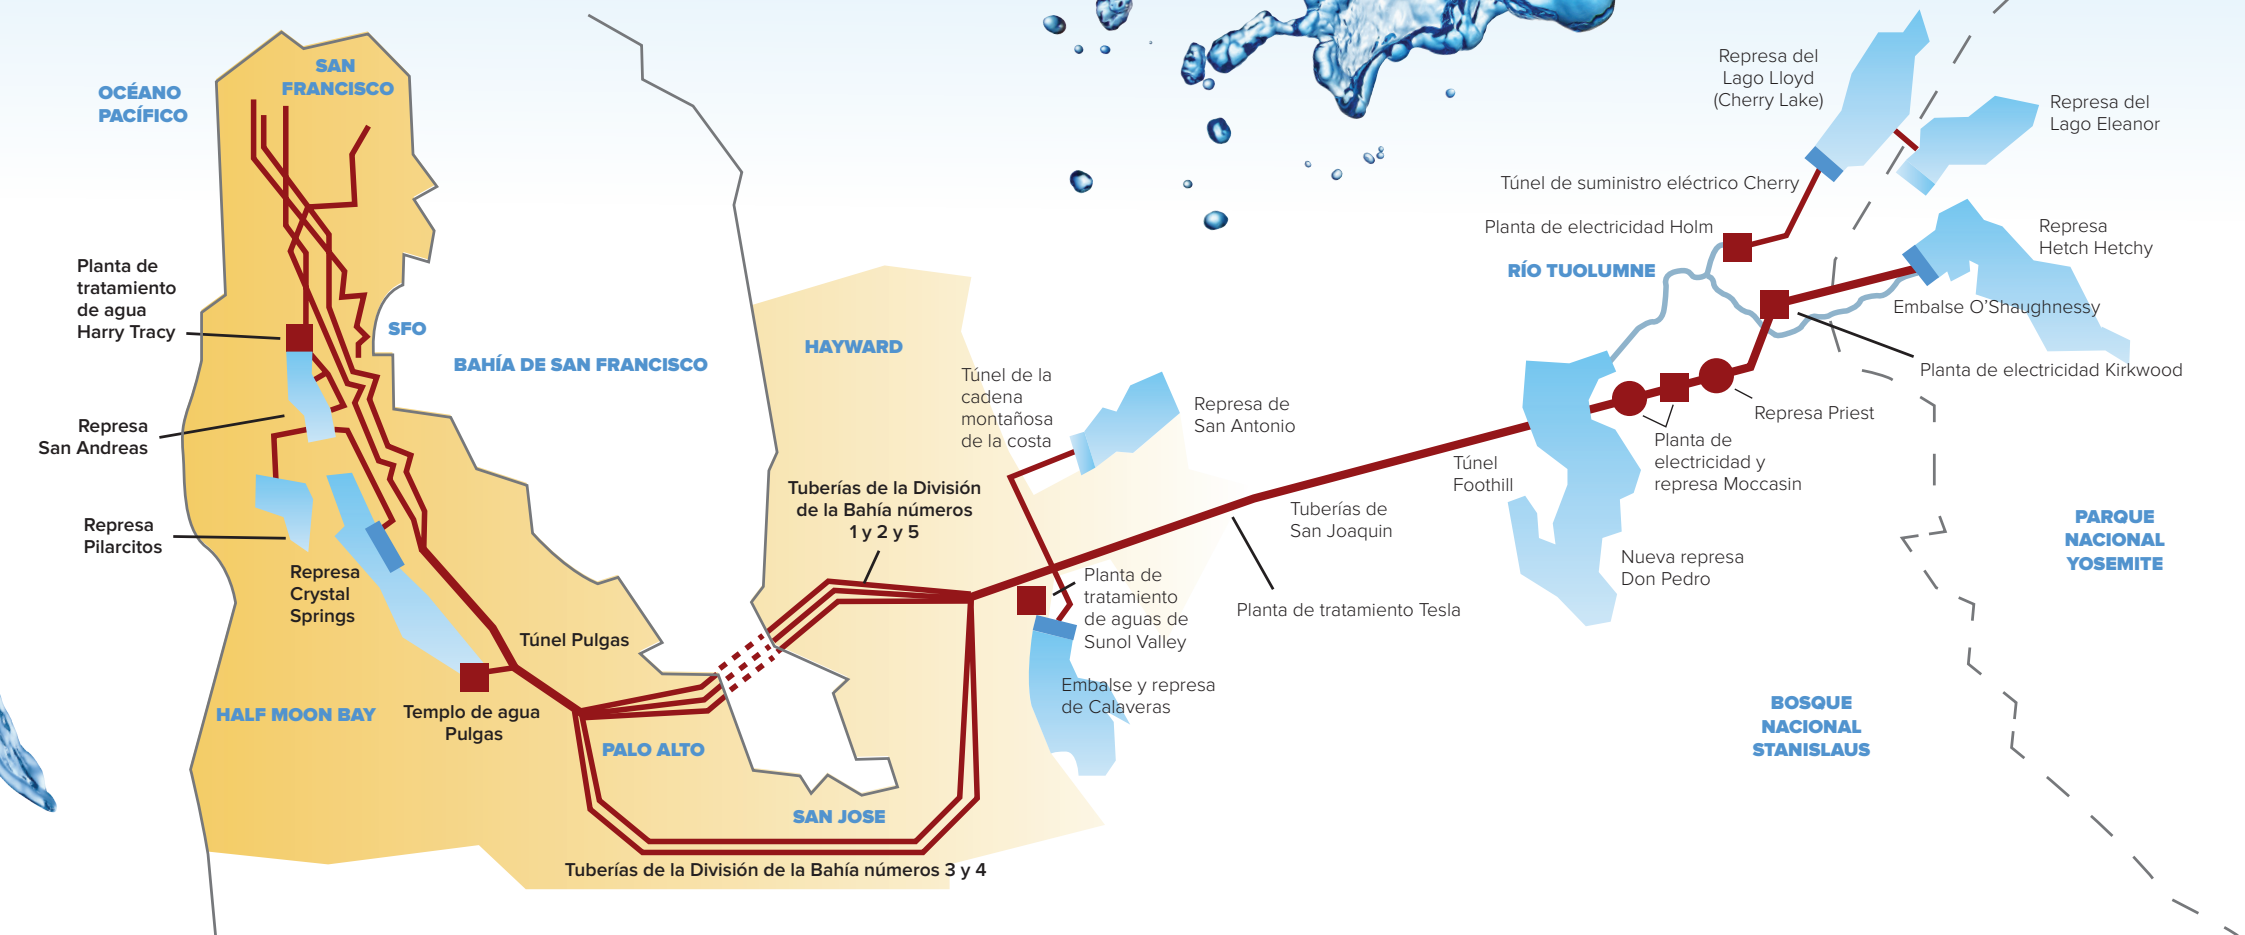 OCÉANO
PACÍFICO
SAN
FRANCISCO
Planta de
tratamiento
de agua
Harry Tracy
SFO
BAHÍA DE SAN FRANCISCO
HAYWARD
Represa
San Andreas
Represa
Pilarcitos
Represa
Crystal
Springs
Túnel Pulgas
HALF MOON BAY
Templo de agua
Pulgas
PALO ALTO
SAN JOSE
Tuberías de la División de la Bahía números 3 y 4
Tuberías de la División
de la Bahía números
1 y 2 y 5
Túnel de la
cadena
montañosa
de la costa
Represa de
San Antonio
Planta de
tratamiento
de aguas de
Sunol Valley
Embalse y represa
de Calaveras
Tuberías de
San Joaquin
Planta de tratamiento Tesla
Túnel
Foothill
Nueva represa
Don Pedro
Planta de
electricidad y
represa Moccasin
Represa Priest
Planta de electricidad Kirkwood
Embalse O'Shaughnessy
Represa
Hetch Hetchy
Represa del
Lago Eleanor
Represa del
Lago Lloyd
(Cherry Lake)
Túnel de suministro eléctrico Cherry
Planta de electricidad Holm
RÍO TUOLUMNE
PARQUE
NACIONAL
YOSEMITE
BOSQUE
NACIONAL
STANISLAUS